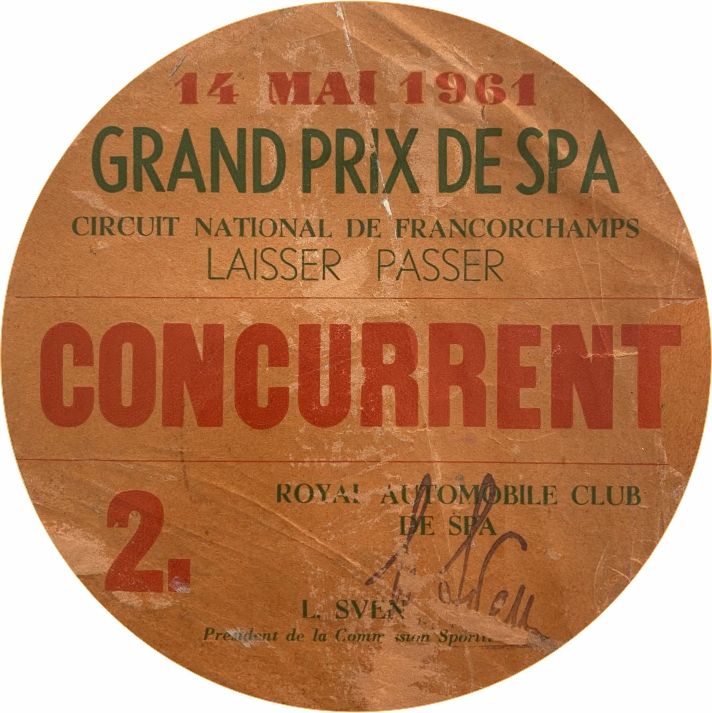 14 MAI 1961
GRAND PRIX DE SPA
CIRCUIT NATIONAL DE FRANCORCHAMPS
LAISSER PASSER
CONCURRENT
2.
ROYAL AUTOMOBILE CLUB
DE SPA
L. SVEN
Président de la Commission